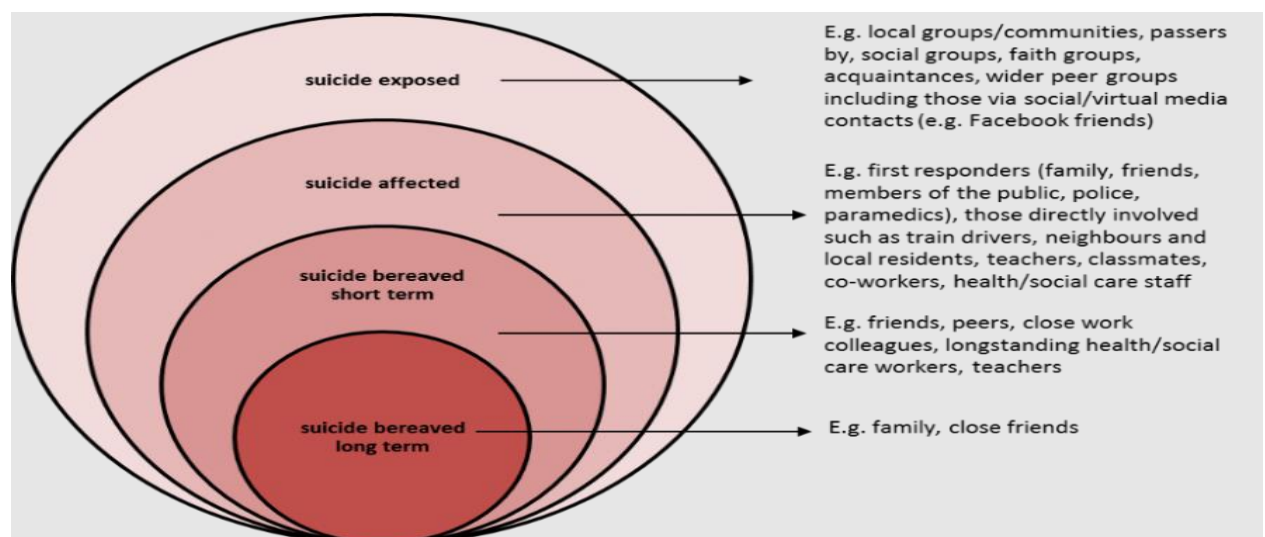 suicide exposed
E.g. local groups/communities, passers
by, social groups, faith groups,
acquaintances, wider peer groups
including those via social/virtual media
contacts (e.g. Facebook friends)
suicide affected
E.g. first responders (family, friends,
members of the public, police,
paramedics), those directly involved
such as train drivers, neighbours and
local residents, teachers, classmates,
co-workers, health/social care staff
suicide bereaved
short term
E.g. friends, peers, close work
colleagues, longstanding health/social
care workers, teachers
suicide bereaved
long term
E.g. family, close friends